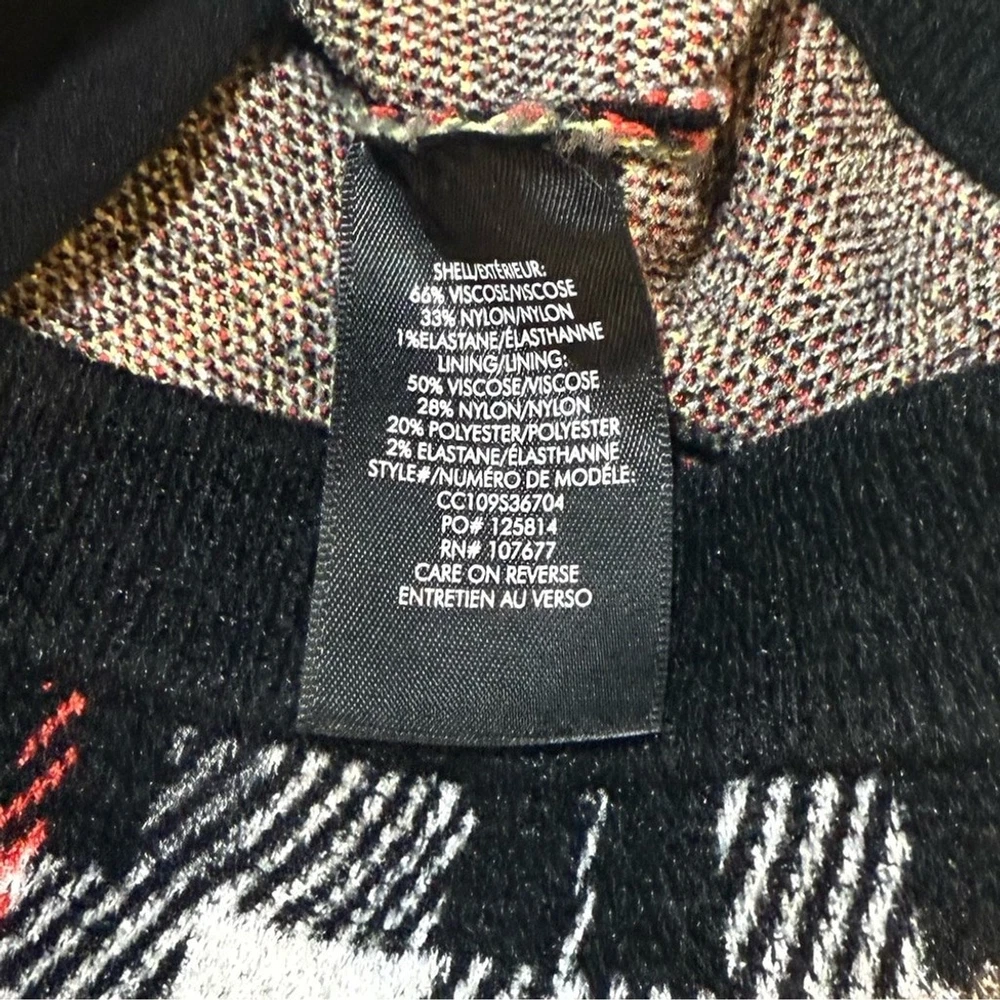 SHELL/EXTÉRIEUR:
66% VISCOSE/VISCOSE
33% NYLON/NYLON
1%ELASTANE/ÉLASTHANNE
LINING/LINING:
50% VISCOSE/VISCOSE
28% NYLON/NYLON
20% POLYESTER/POLYESTER
2% ELASTANE/ÉLASTHANNE
STYLE#/NUMÉRO DE MODÉLE:
CC109S36704
PO# 125814
RN# 107677
CARE ON REVERSE
ENTRETIEN AU VERSO